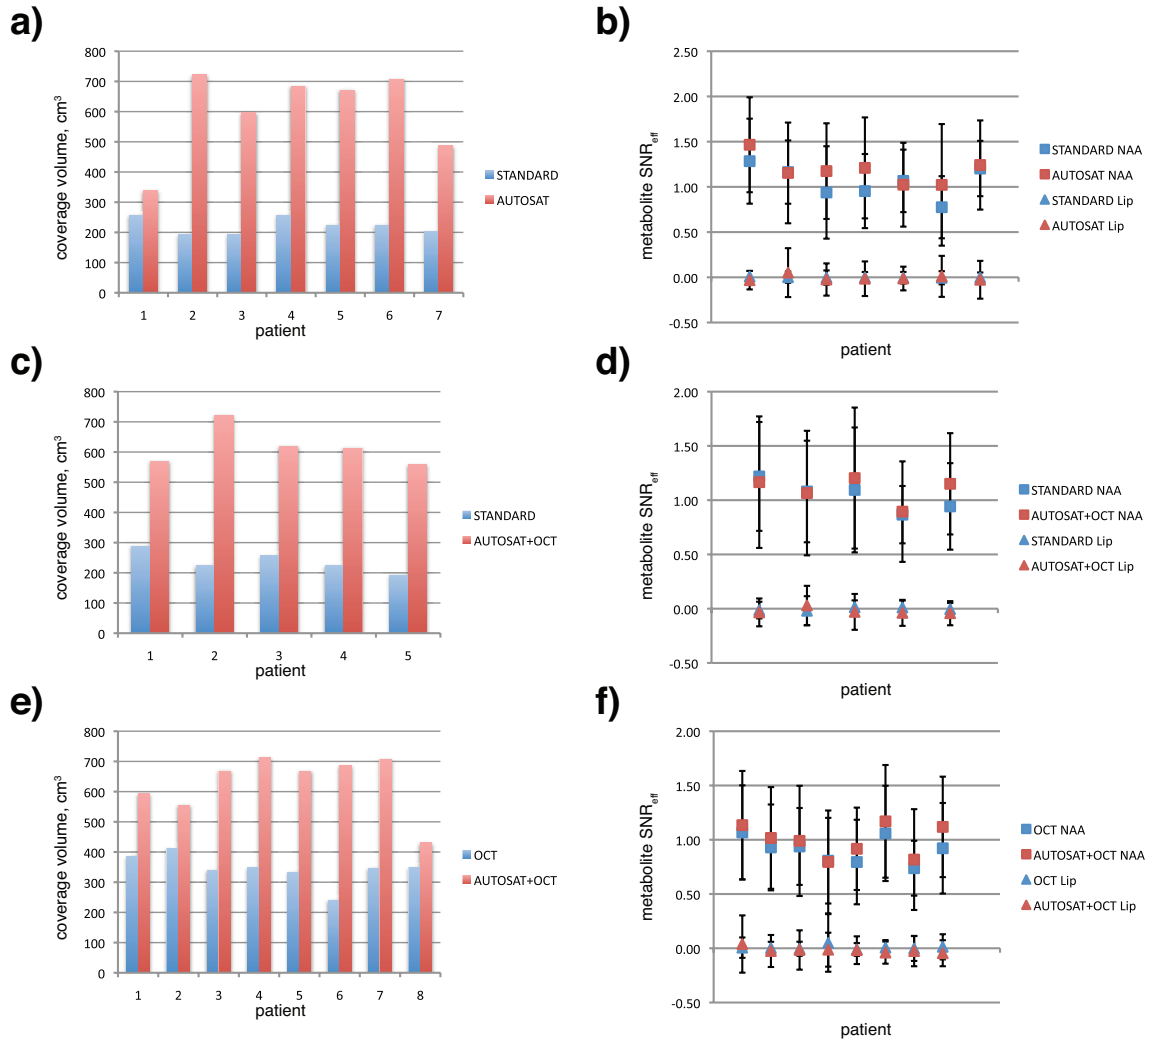 a)
800
700
600
500
400
300
200
100
0
coverage volume, cm³
1 2 3 4 5 6 7
patient
STANDARD
AUTOSAT
b)
2.50
2.00
1.50
1.00
0.50
0.00
-0.50
metabolite SNReff
patient
STANDARD NAA
AUTOSAT NAA
STANDARD Lip
AUTOSAT Lip
c)
800
700
600
500
400
300
200
100
0
coverage volume, cm³
1 2 3 4 5
patient
STANDARD
AUTOSAT+OCT
d)
2.00
1.50
1.00
0.50
0.00
-0.50
metabolite SNReff
patient
STANDARD NAA
AUTOSAT+OCT NAA
STANDARD Lip
AUTOSAT+OCT Lip
e)
800
700
600
500
400
300
200
100
0
coverage volume, cm³
1 2 3 4 5 6 7 8
patient
OCT
AUTOSAT+OCT
f)
2.00
1.50
1.00
0.50
0.00
-0.50
metabolite SNReff
patient
OCT NAA
AUTOSAT+OCT NAA
OCT Lip
AUTOSAT+OCT Lip